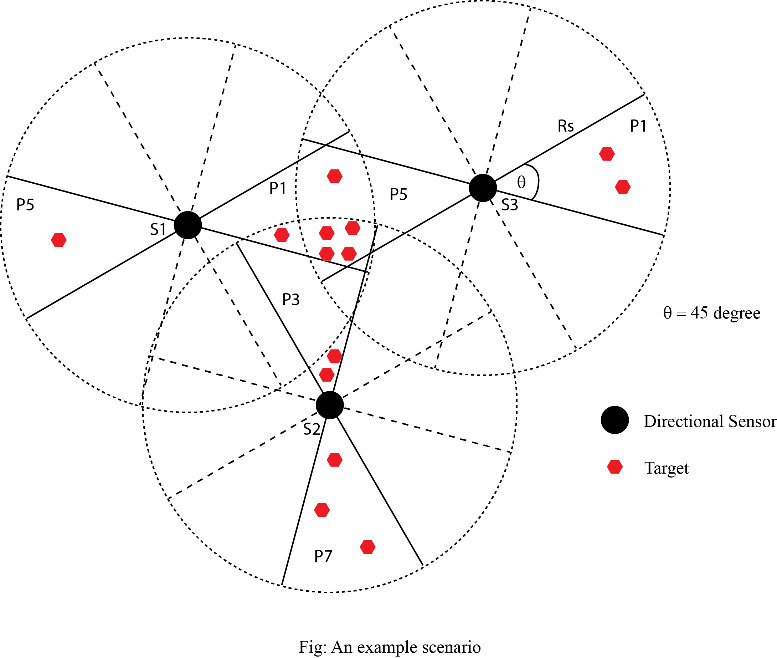 Rs
P1
θ
S3
P5
P1
P5
S1
P3
θ = 45 degree
S2
P7
Directional Sensor
Target
Fig: An example scenario